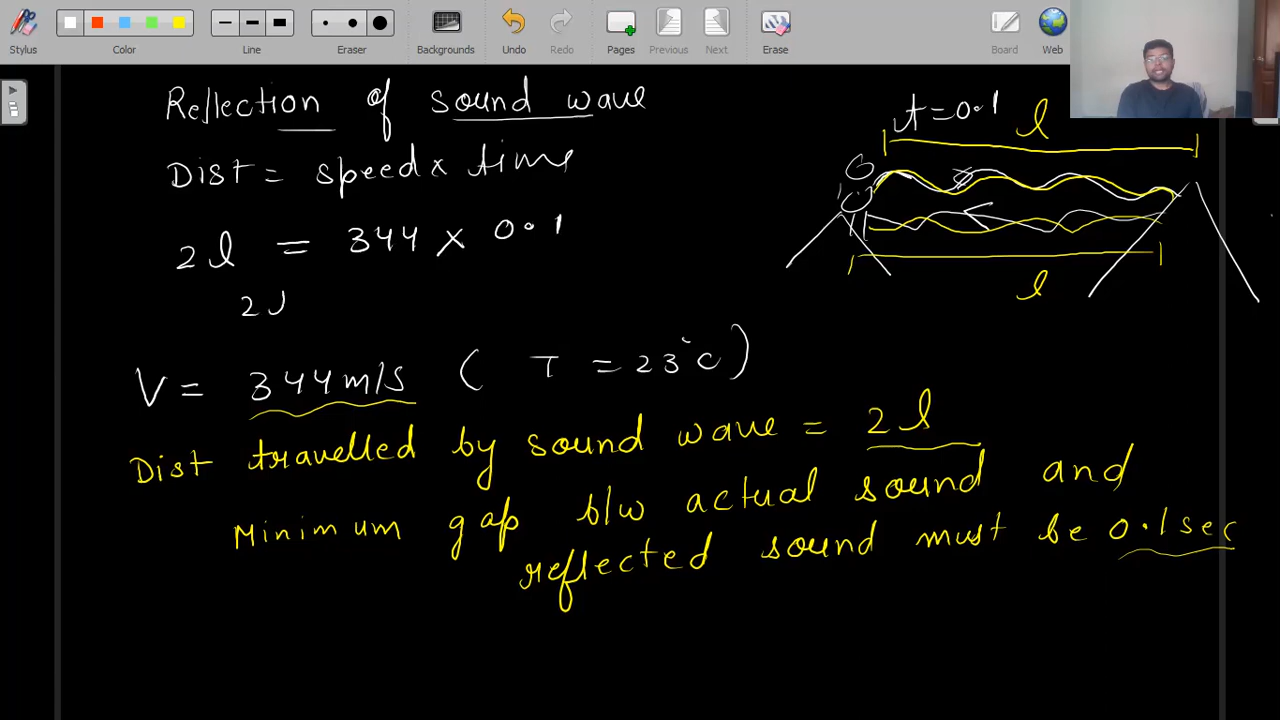 Stylus
Color
Line
Eraser
Backgrounds
Undo
Redo
Pages
Previous
Next
Erase
Board
Web
Reflection of sound wave
Dist = speed x time
2l = 344 x 0.1
2l
t = 0.1
l
l
V = 344m/s ( T = 23°C )
Dist travelled by sound wave = 2l
Minimum gap b/w actual sound and
reflected sound must be 0.1sec